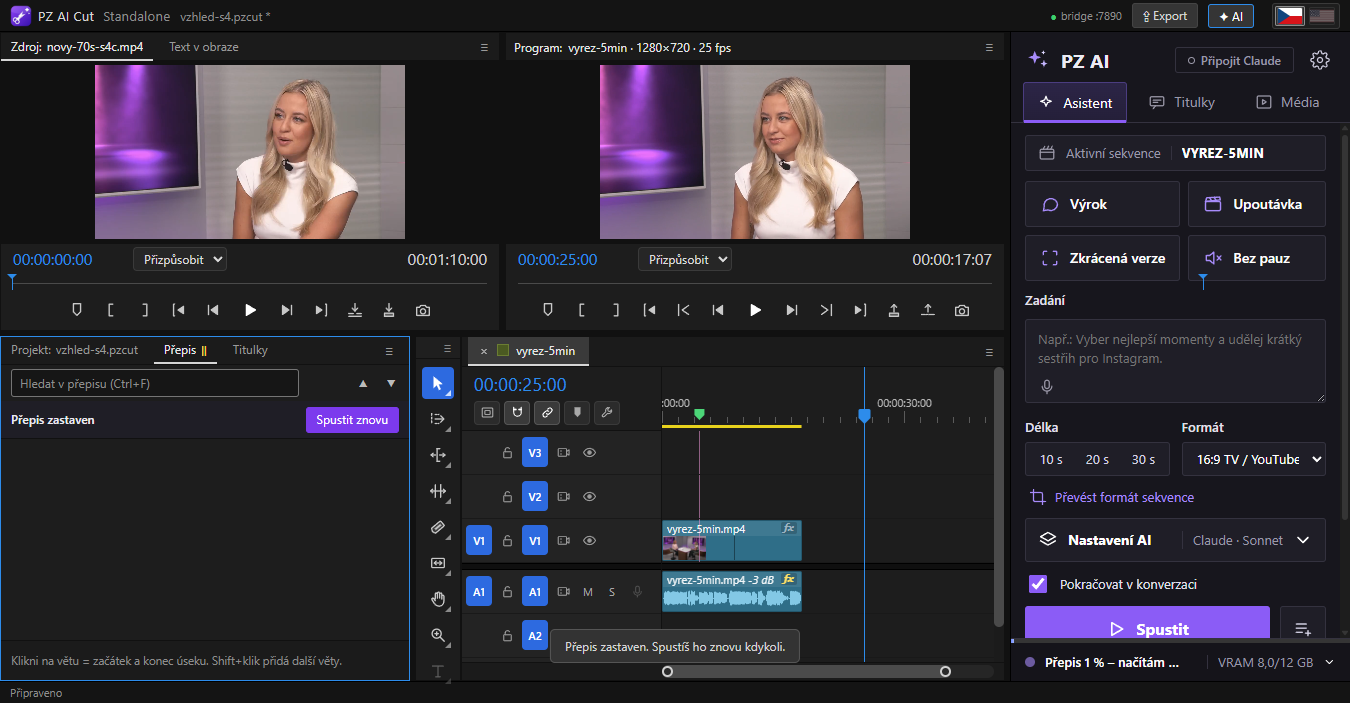 PZ AI Cut Standalone vzhled-s4.pzcut *
bridge :7890 Export AI
Zdroj: novy-70s-s4c.mp4 Text v obraze
Program: vyrez-5min · 1280×720 · 25 fps
00:00:00:00 Přizpůsobit 00:01:10:00
00:00:25:00 Přizpůsobit 00:00:17:07
Projekt: vzhled-s4.pzcut Přepis Titulky
Hledat v přepisu (Ctrl+F)
Přepis zastaven Spustit znovu
Klikni na větu = začátek a konec úseku. Shift+klik přidá další věty.
× vyrez-5min
00:00:25:00
:00:00 00:00:30:00
V3
V2
V1 V1
vyrez-5min.mp4 fx
A1 A1 M S
vyrez-5min.mp4 -3 dB fx
A2
Přepis zastaven. Spustíš ho znovu kdykoli.
T
PZ AI Připojit Claude
Asistent Titulky Média
Aktivní sekvence VYREZ-5MIN
Výrok Upoutávka
Zkrácená verze Bez pauz
Zadání
Např.: Vyber nejlepší momenty a udělej krátký
sestřih pro Instagram.
Délka Formát
10 s 20 s 30 s 16:9 TV / YouTube
Převést formát sekvence
Nastavení AI Claude · Sonnet
Pokračovat v konverzaci
Spustit
Přepis 1 % – načítám ... VRAM 8,0/12 GB
Připraveno